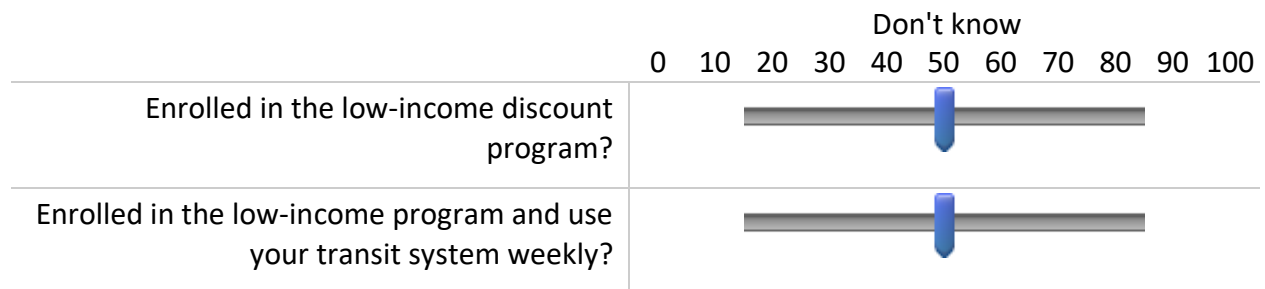 Don't know
0 10 20 30 40 50 60 70 80 90 100
Enrolled in the low-income discount
program?
Enrolled in the low-income program and use
your transit system weekly?